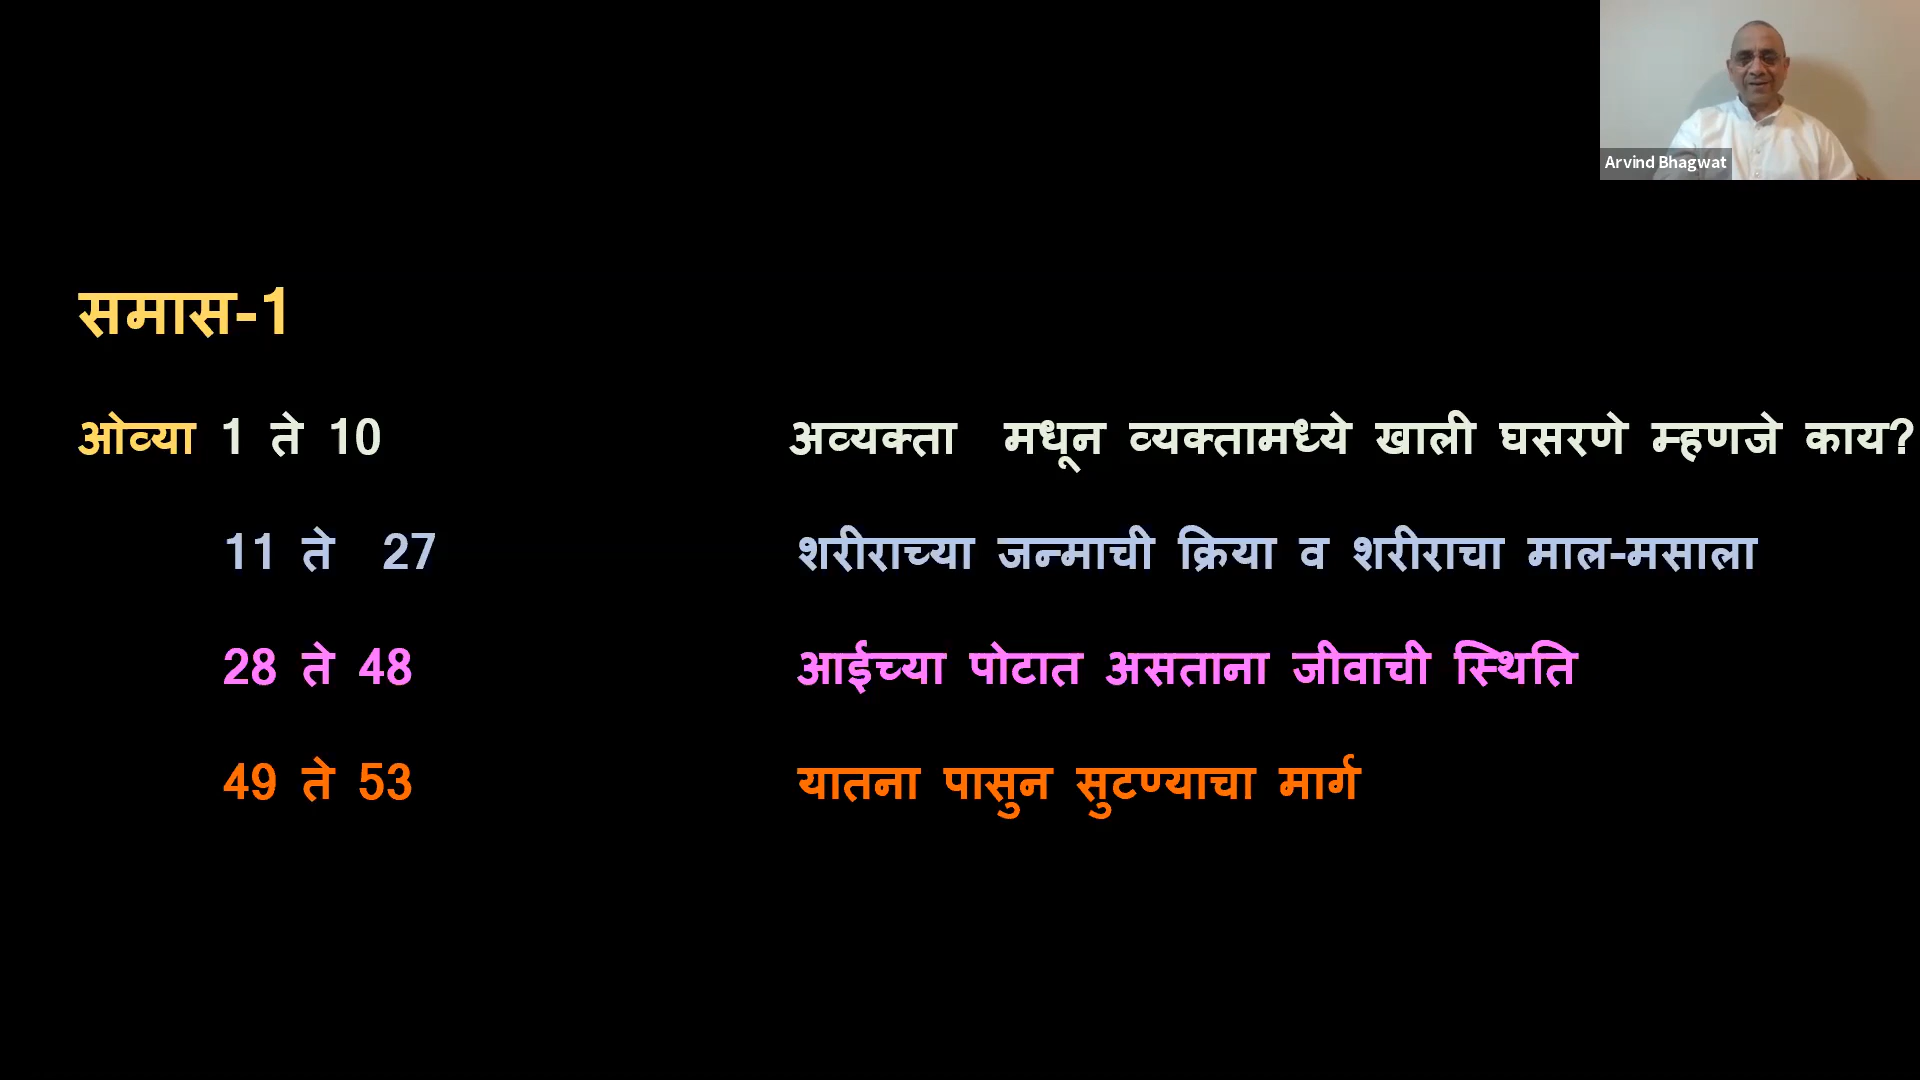 Arvind Bhagwat
समास-1
ओव्या 1 ते 10 अव्यक्ता मधून व्यक्तामध्ये खाली घसरणे म्हणजे काय?
11 ते 27 शरीराच्या जन्माची क्रिया व शरीराचा माल-मसाला
28 ते 48 आईच्या पोटात असताना जीवाची स्थिति
49 ते 53 यातना पासुन सुटण्याचा मार्ग